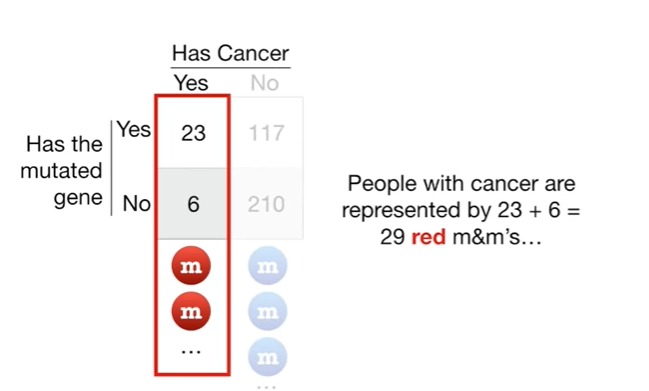 Has Cancer
Yes No
Has the mutated gene
Yes 23 117
No 6 210
m m
m m
... m
...
People with cancer are
represented by 23 + 6 =
29 red m&m's...